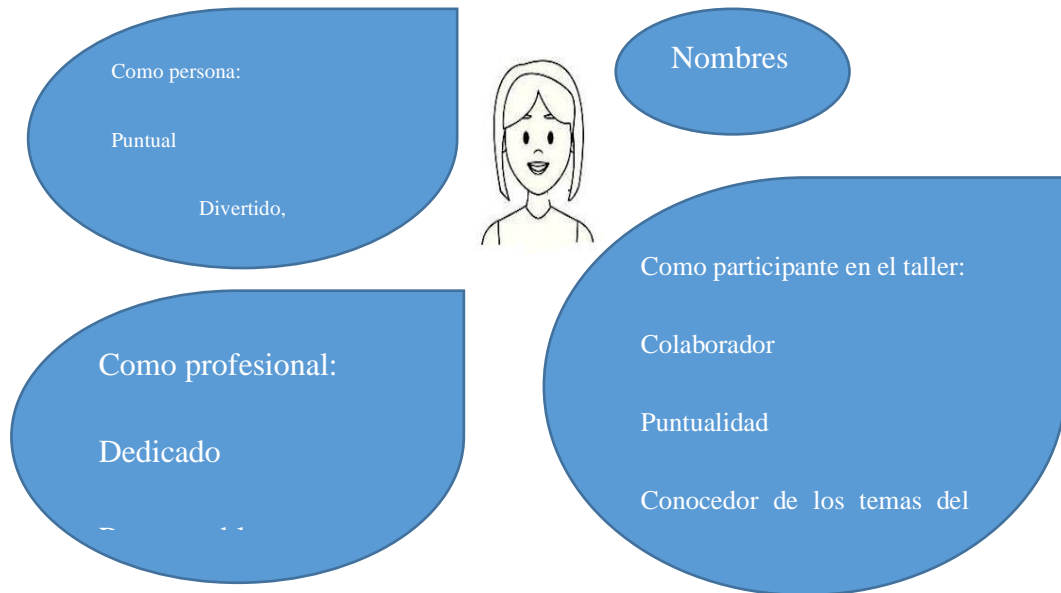 Como persona:
Puntual
Divertido,
Nombres
Como participante en el taller:
Colaborador
Puntualidad
Conocedor de los temas del
Como profesional:
Dedicado